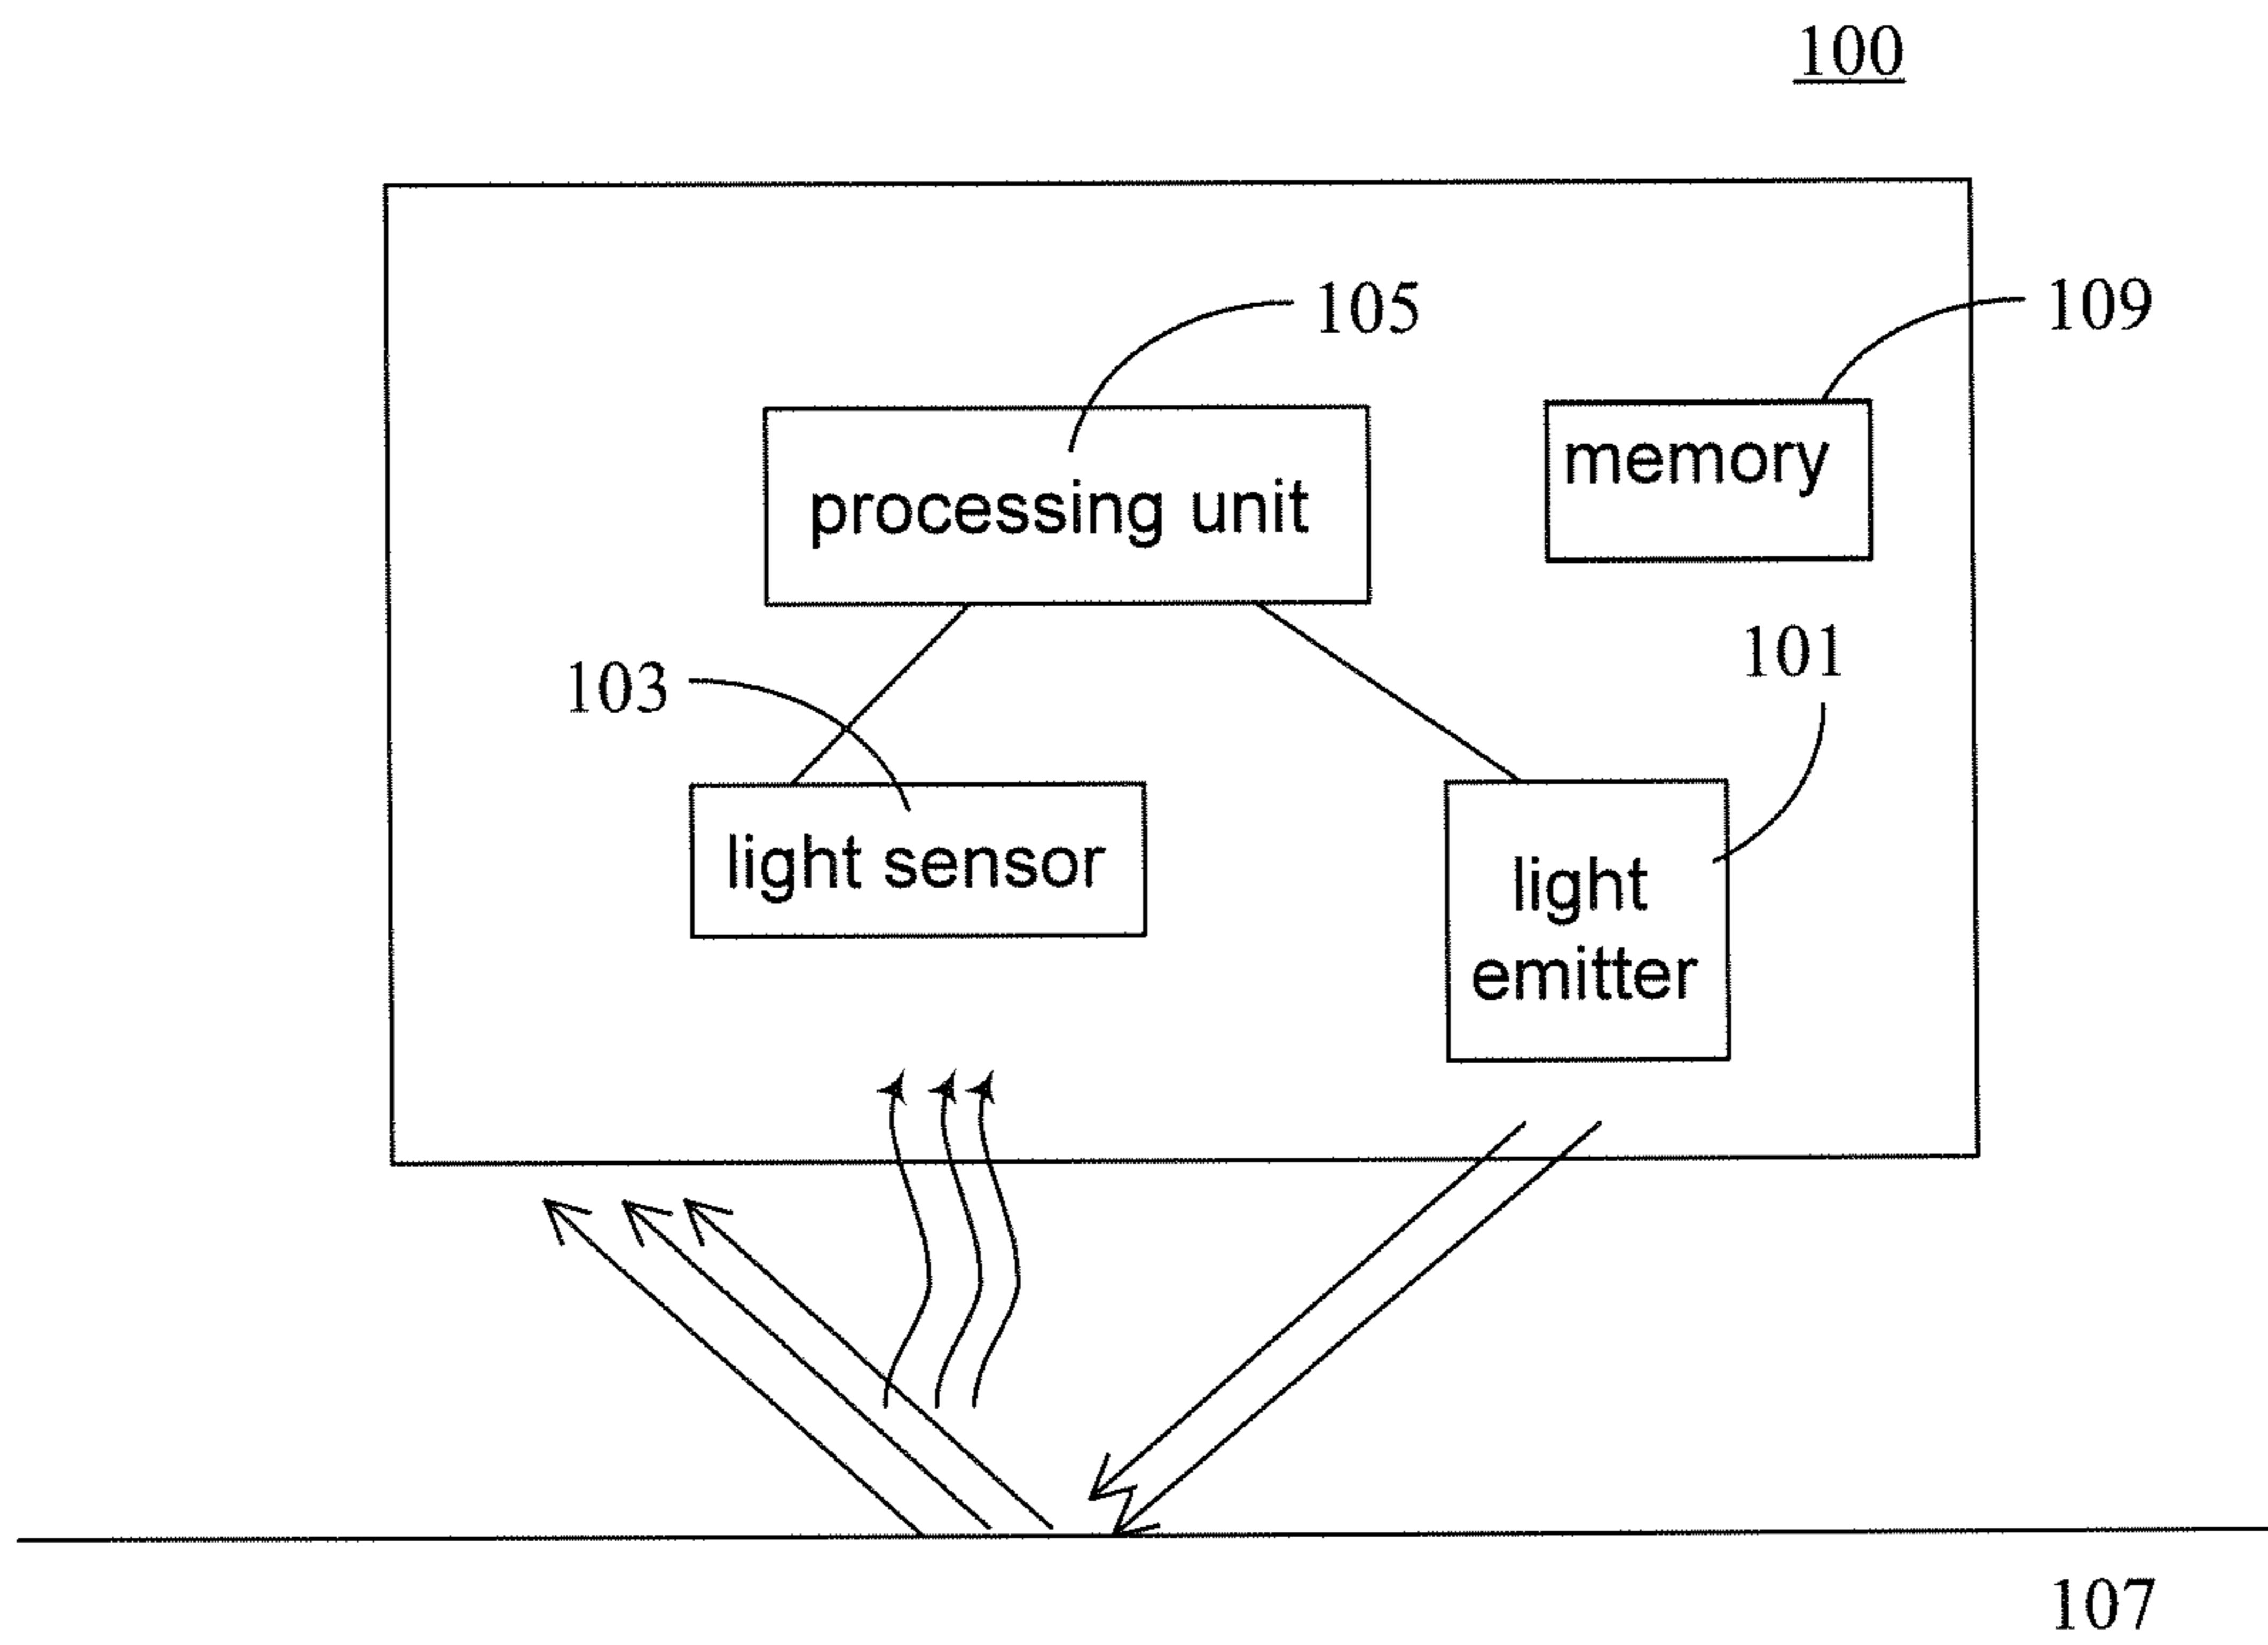 100
105
109
processing unit
memory
103
101
light sensor
light
emitter
107